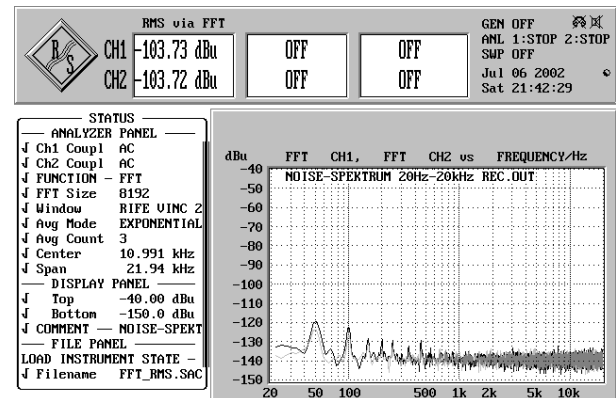 RMS via FFT
CH1 -103.73 dBu OFF OFF
CH2 -103.72 dBu OFF OFF
GEN OFF
ANL 1:STOP 2:STOP
SWP OFF
Jul 06 2002
Sat 21:42:29
R
S
STATUS
ANALYZER PANEL
Ch1 Coupl AC
Ch2 Coupl AC
FUNCTION — FFT
FFT Size 8192
Window RIFE VINC 2
Avg Mode EXPONENTIAL
Avg Count 3
Center 10.991 kHz
Span 21.94 kHz
DISPLAY PANEL
Top -40.00 dBu
Bottom -150.0 dBu
COMMENT — NOISE-SPEKT
FILE PANEL
LOAD INSTRUMENT STATE —
Filename FFT_RMS.SAC
dBu FFT CH1, FFT CH2 vs FREQUENCY/Hz
NOISE-SPEKTRUM 20Hz-20kHz REC.OUT
-40
-50
-60
-70
-80
-90
-100
-110
-120
-130
-140
-150
20 50 100 500 1k 2k 5k 10k